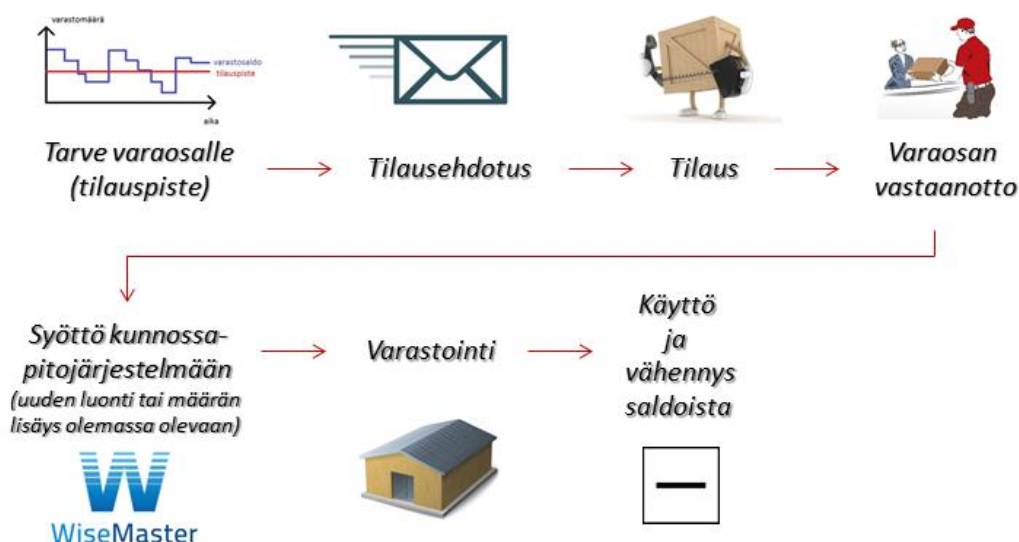 varastomäärä
varastosaldo
tilauspiste
aika
Tarve varaosalle
(tilauspiste)
Tilausehdotus
Tilaus
Varaosan
vastaanotto
Syöttö kunnossa-
pitojärjestelmään
(uuden luonti tai määrän
lisäys olemassa olevaan)
WiseMaster
Varastointi
Käyttö
ja
vähennys
saldoista